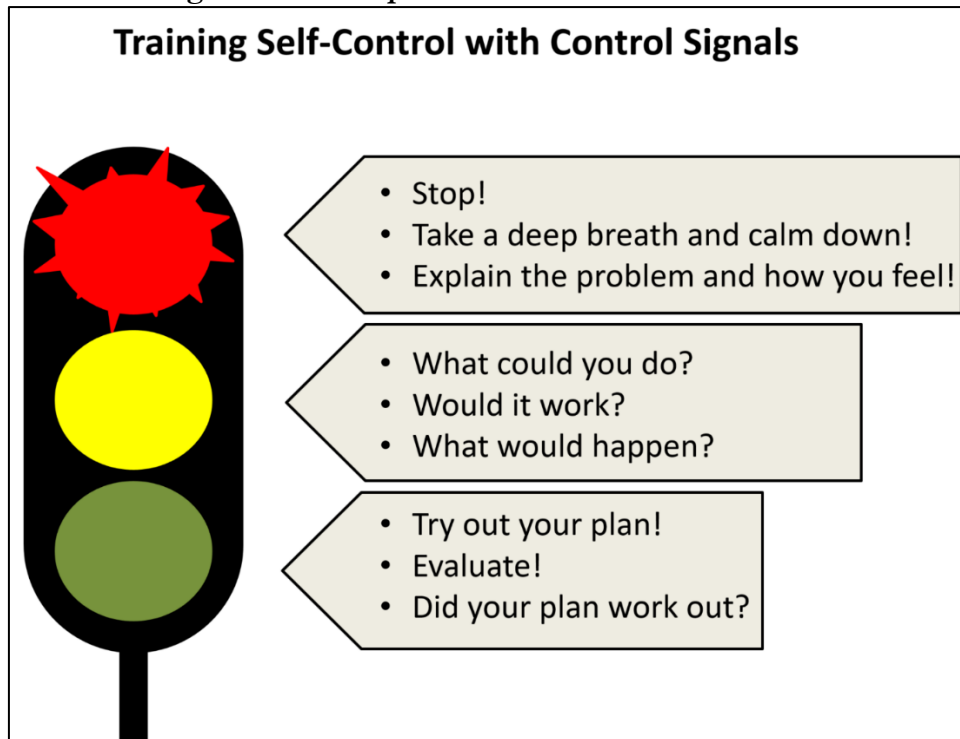 Training Self-Control with Control Signals
• Stop!
• Take a deep breath and calm down!
• Explain the problem and how you feel!
• What could you do?
• Would it work?
• What would happen?
• Try out your plan!
• Evaluate!
• Did your plan work out?